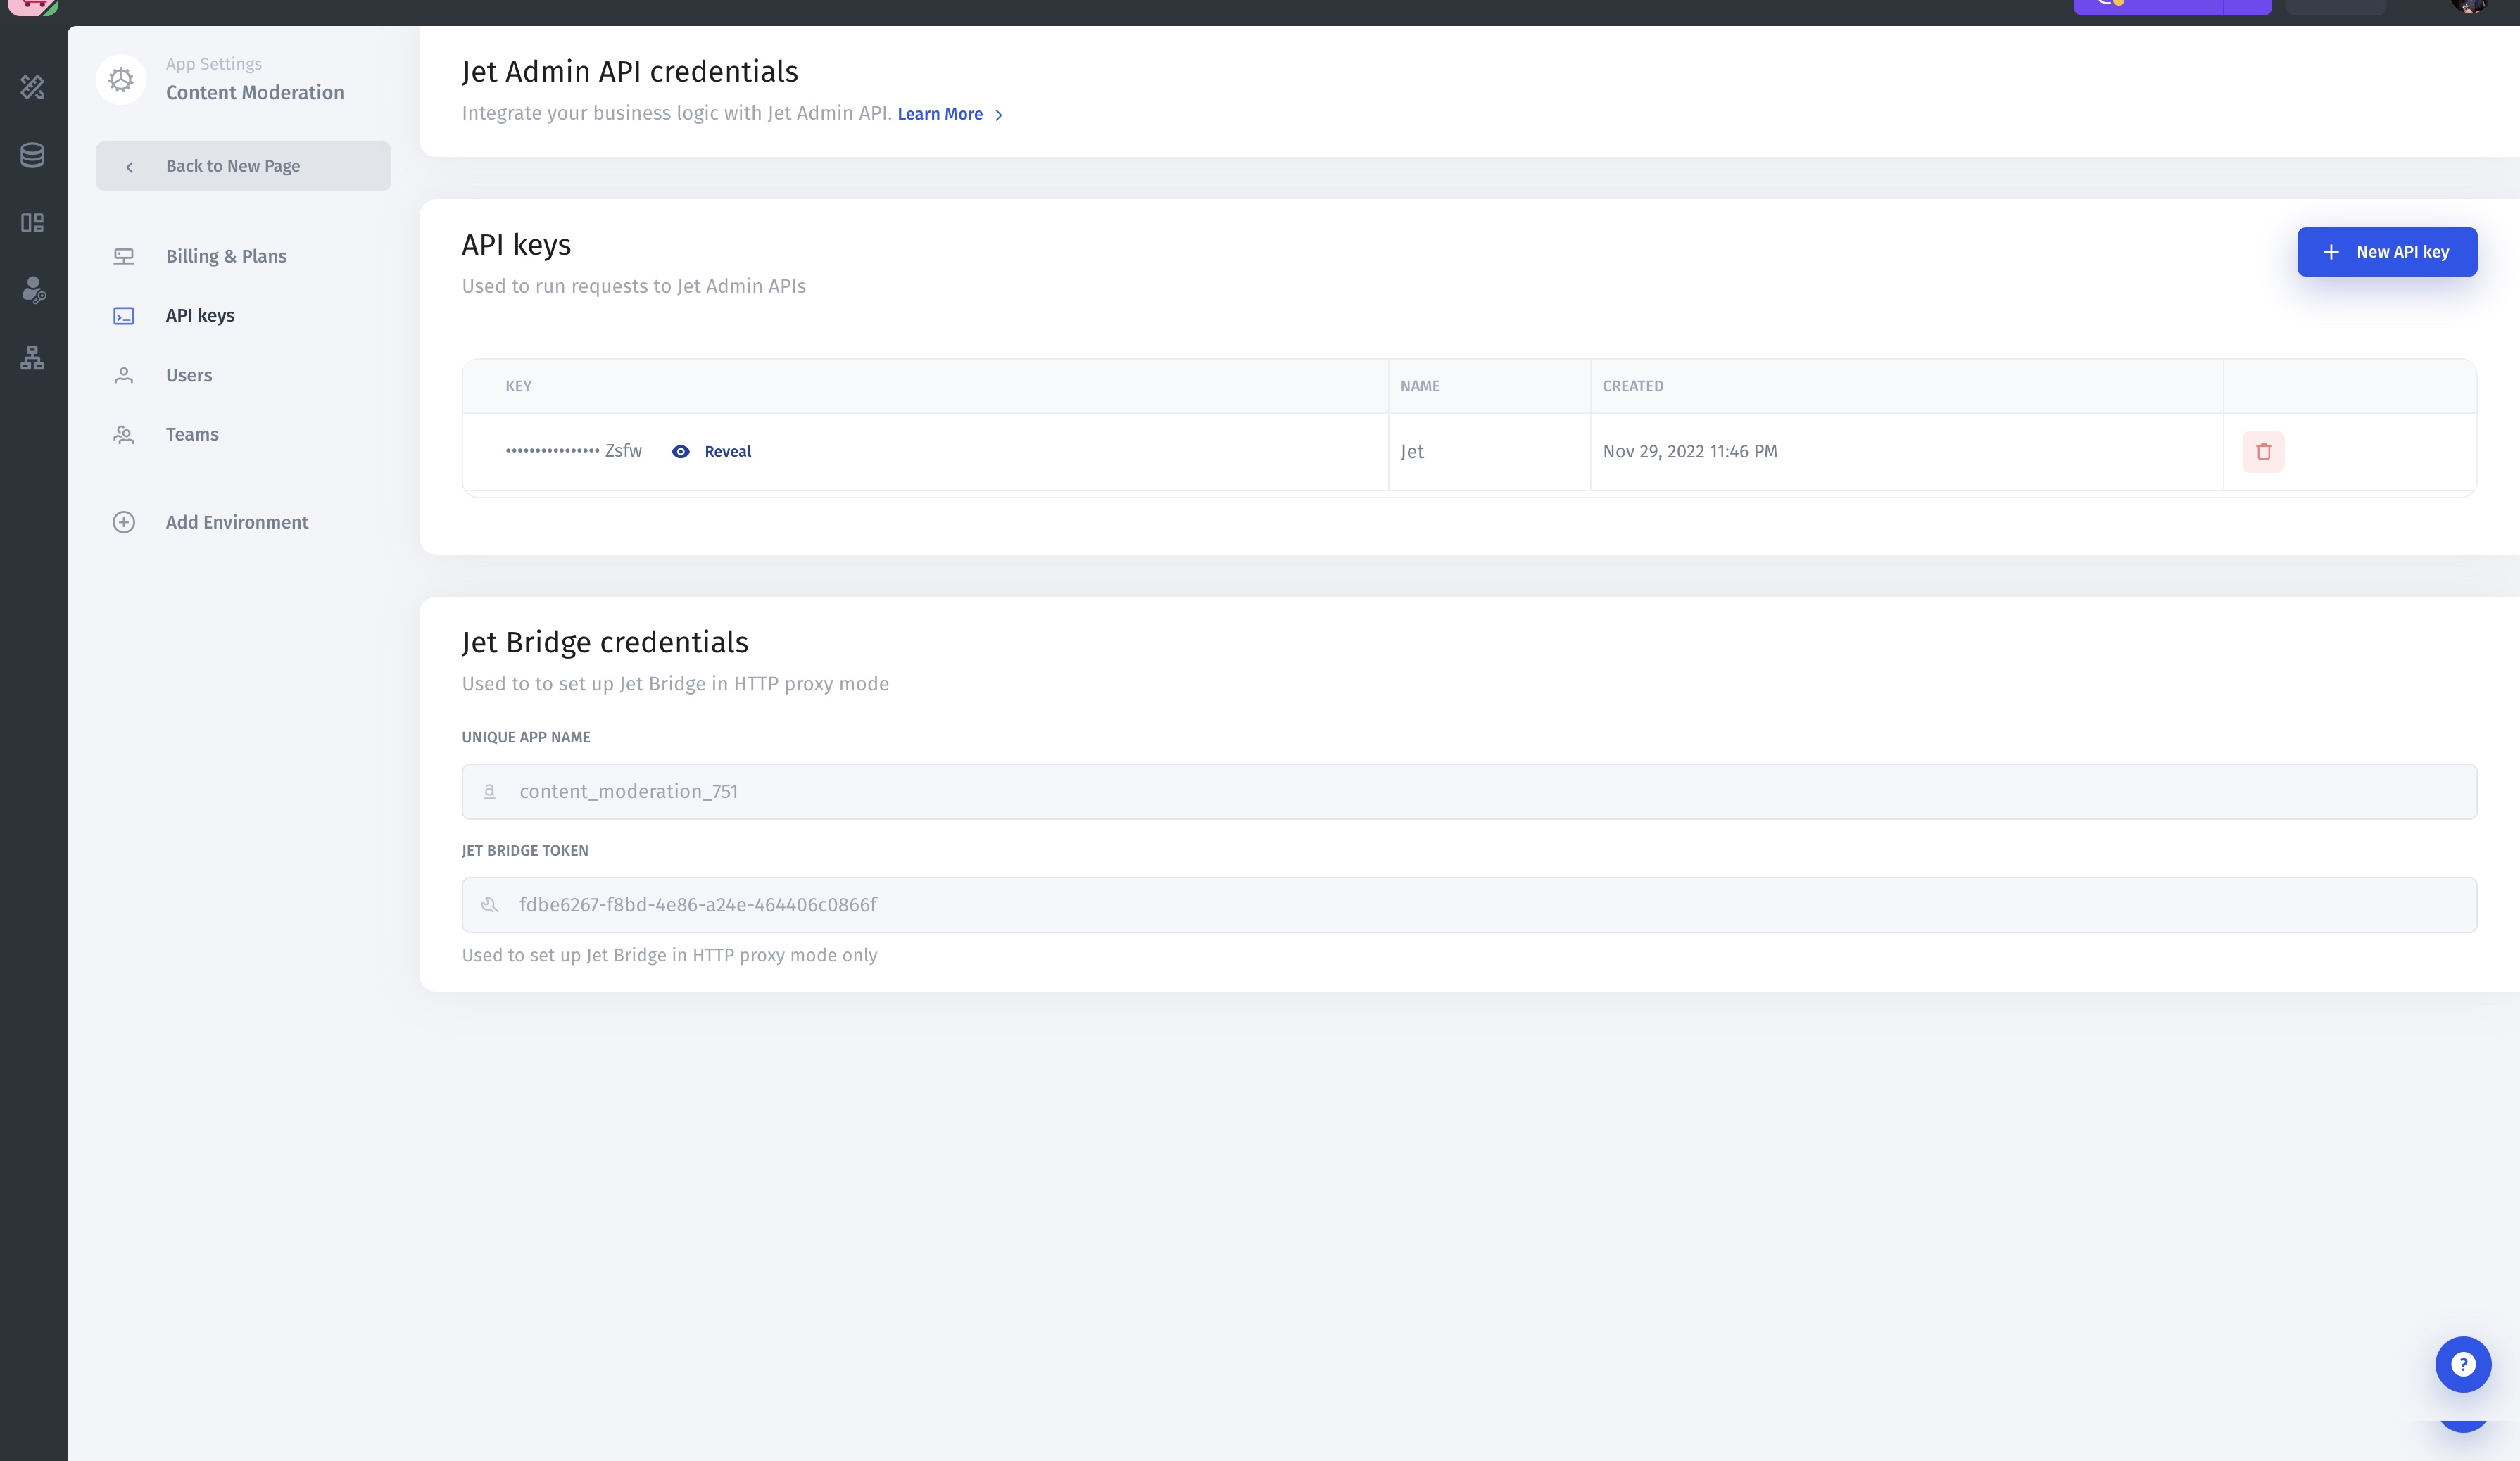 App Settings
Content Moderation
Back to New Page
Billing & Plans
API keys
Users
Teams
Add Environment
Jet Admin API credentials
Integrate your business logic with Jet Admin API. Learn More
API keys
Used to run requests to Jet Admin APIs
New API key
KEY NAME CREATED
••••••••••••••• Zsfw Reveal Jet Nov 29, 2022 11:46 PM
Jet Bridge credentials
Used to to set up Jet Bridge in HTTP proxy mode
UNIQUE APP NAME
a content_moderation_751
JET BRIDGE TOKEN
fdbe6267-f8bd-4e86-a24e-464406c0866f
Used to set up Jet Bridge in HTTP proxy mode only
?